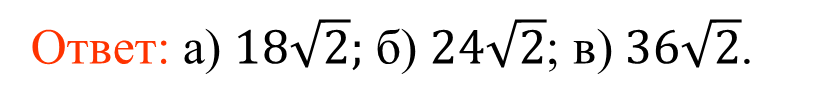 Ответ: а) 18√2; б) 24√2; в) 36√2.